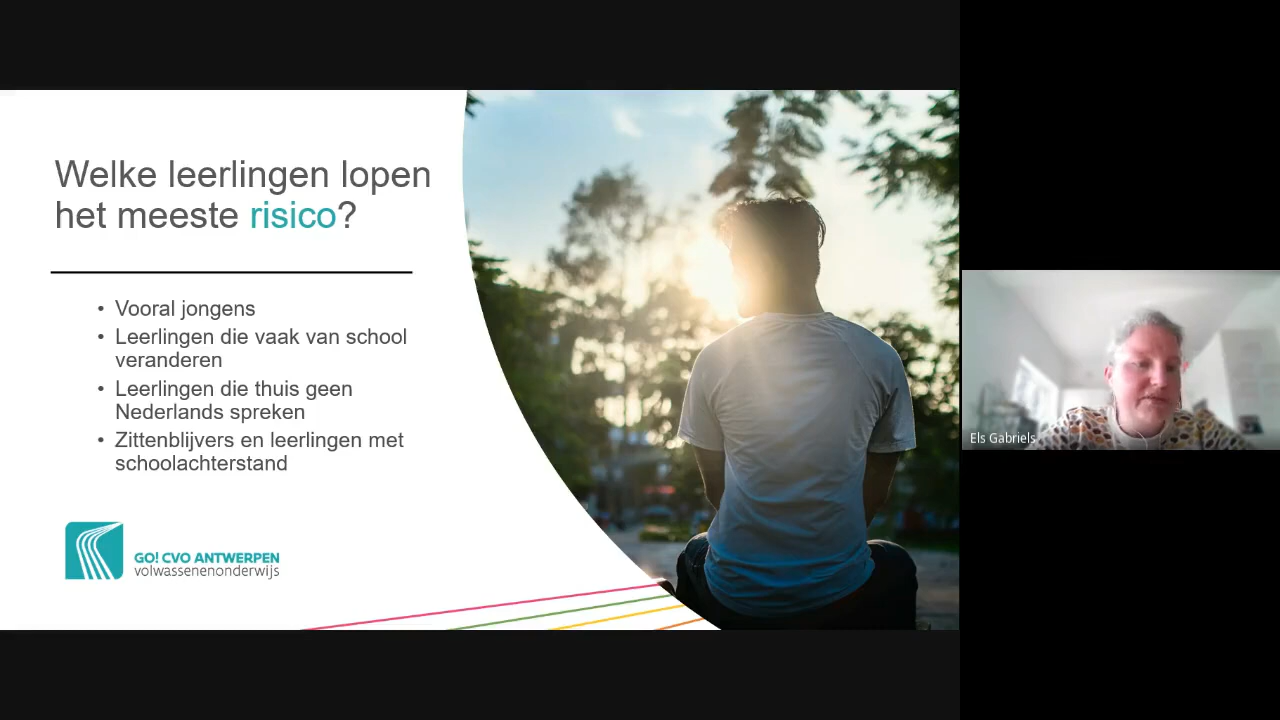 Welke leerlingen lopen
het meeste risico?
• Vooral jongens
• Leerlingen die vaak van school
veranderen
• Leerlingen die thuis geen
Nederlands spreken
• Zittenblijvers en leerlingen met
schoolachterstand
GO! CVO ANTWERPEN
volwassenenonderwijs
Els Gabriels